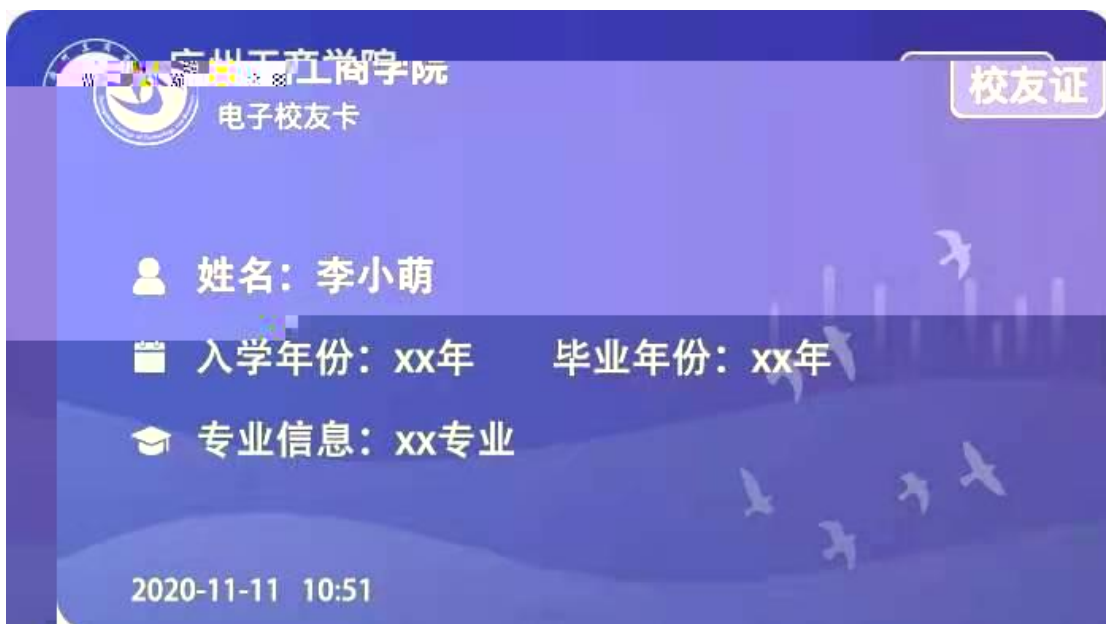 广州工商学院
电子校友卡
校友证
姓名：李小萌
入学年份：xx年 毕业年份：xx年
专业信息：xx专业
2020-11-11 10:51